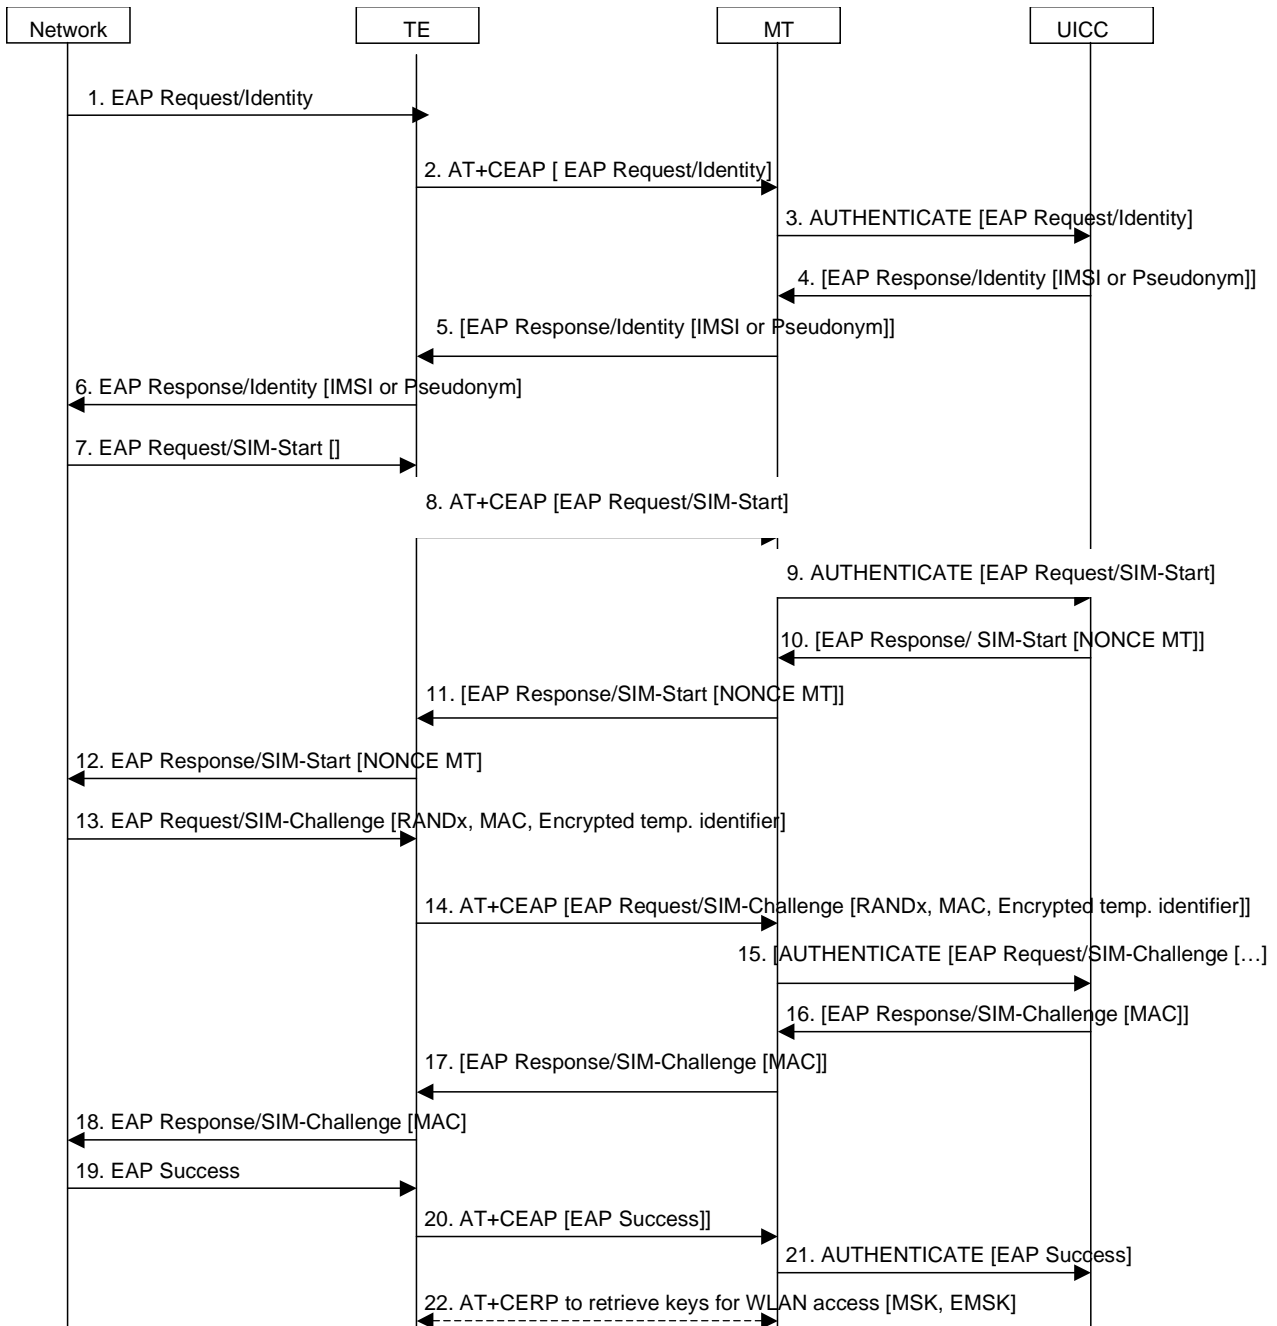 Network
TE
MT
UICC
1. EAP Request/Identity
2. AT+CEAP [ EAP Request/Identity]
3. AUTHENTICATE [EAP Request/Identity]
4. [EAP Response/Identity [IMSI or Pseudonym]]
5. [EAP Response/Identity [IMSI or Pseudonym]]
6. EAP Response/Identity [IMSI or Pseudonym]
7. EAP Request/SIM-Start []
8. AT+CEAP [EAP Request/SIM-Start]
9. AUTHENTICATE [EAP Request/SIM-Start]
10. [EAP Response/ SIM-Start [NONCE MT]]
11. [EAP Response/SIM-Start [NONCE MT]]
12. EAP Response/SIM-Start [NONCE MT]
13. EAP Request/SIM-Challenge [RANDx, MAC, Encrypted temp. identifier]
14. AT+CEAP [EAP Request/SIM-Challenge [RANDx, MAC, Encrypted temp. identifier]]
15. [AUTHENTICATE [EAP Request/SIM-Challenge […]
16. [EAP Response/SIM-Challenge [MAC]]
17. [EAP Response/SIM-Challenge [MAC]]
18. EAP Response/SIM-Challenge [MAC]
19. EAP Success
20. AT+CEAP [EAP Success]]
21. AUTHENTICATE [EAP Success]
22. AT+CERP to retrieve keys for WLAN access [MSK, EMSK]